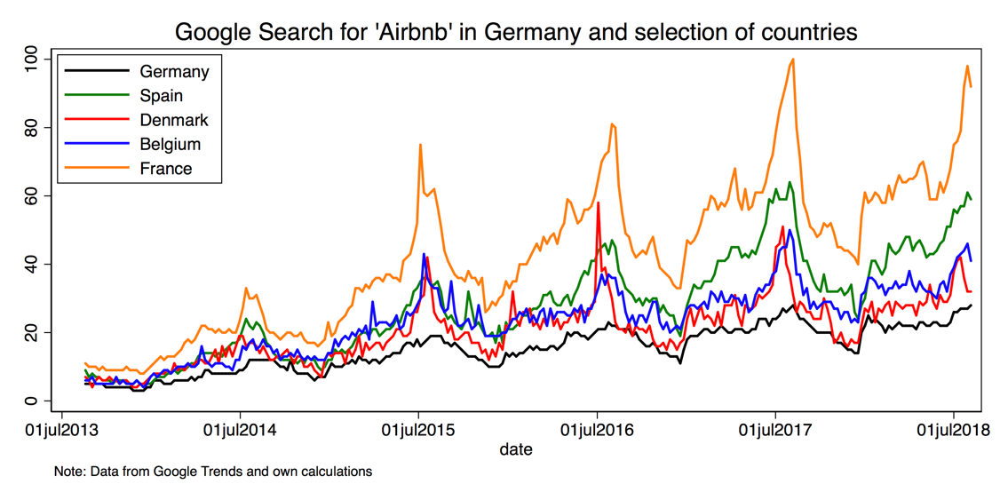 Google Search for 'Airbnb' in Germany and selection of countries
100
80
60
40
20
0
Germany
Spain
Denmark
Belgium
France
01jul2013 01jul2014 01jul2015 01jul2016 01jul2017 01jul2018
date
Note: Data from Google Trends and own calculations